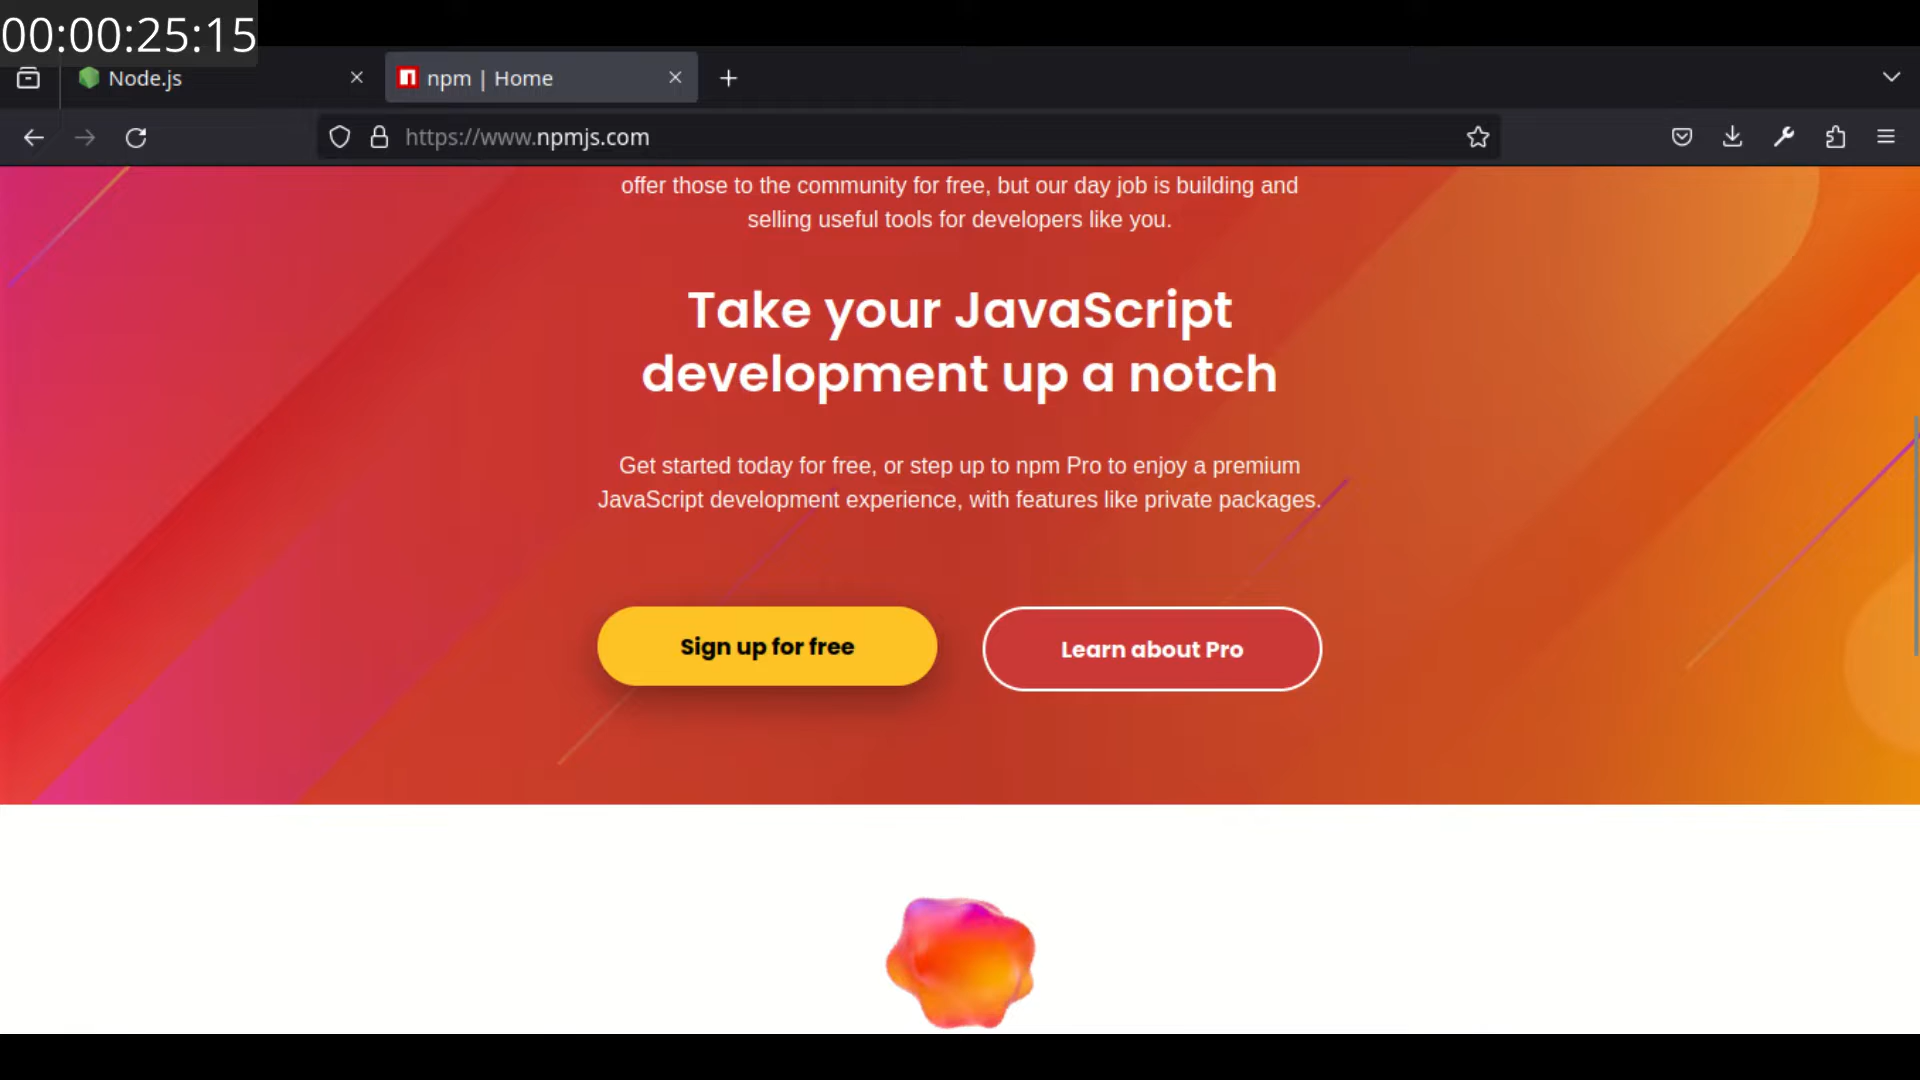 00:00:25:15
Node.js
npm | Home
https://www.npmjs.com
offer those to the community for free, but our day job is building and
selling useful tools for developers like you.
Take your JavaScript
development up a notch
Get started today for free, or step up to npm Pro to enjoy a premium
JavaScript development experience, with features like private packages.
Sign up for free
Learn about Pro